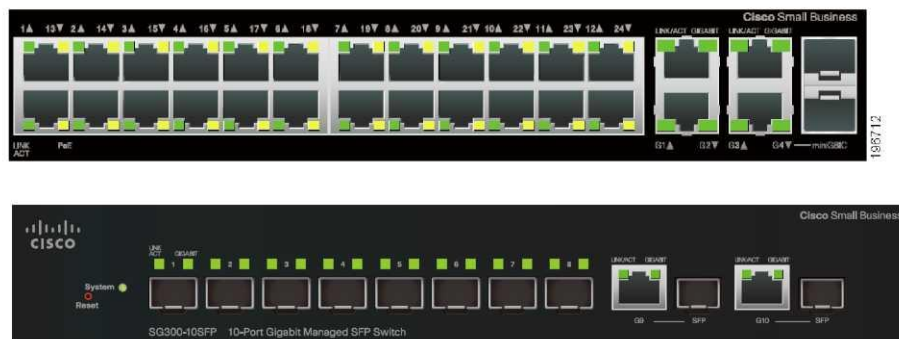 Cisco Small Business
1▲ 13▼ 2▲ 14▼ 3▲ 15▼ 4▲ 16▼ 5▲ 17▼ 6▲ 18▼ 7▲ 19▼ 8▲ 20▼ 9▲ 21▼ 10▲ 22▼ 11▲ 23▼ 12▲ 24▼
LINK/ACT GIGABIT LINK/ACT GIGABIT
LINK
ACT
PoE
G1▲ G2▼ G3▲ G4▼ miniGBIC
196712
Cisco Small Business
CISCO
LINK
ACT
GIGABIT
1 2 3 4 5 6 7 8
LINK/ACT GIGABIT LINK/ACT GIGABIT
System
Reset
G9 SFP G10 SFP
SG300-10SFP 10-Port Gigabit Managed SFP Switch